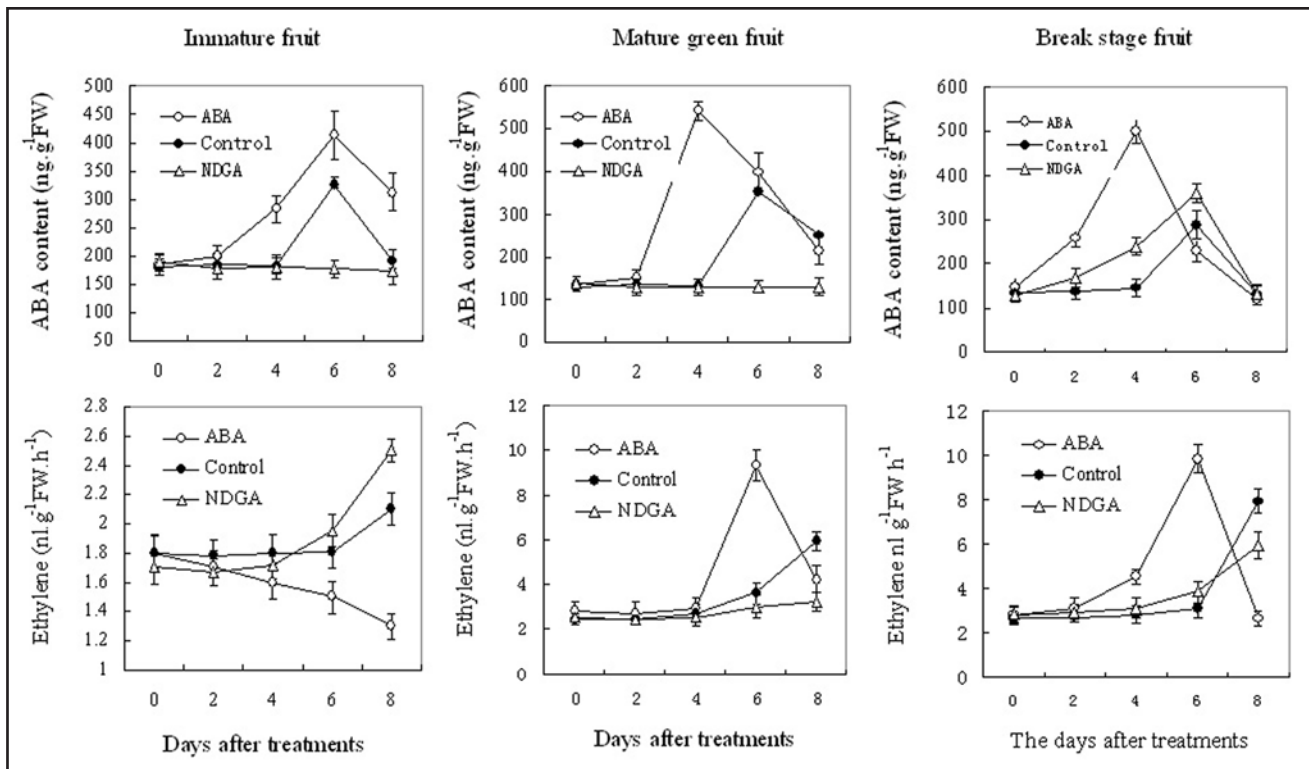 Immature fruit
Mature green fruit
Break stage fruit
ABA content (ng.g⁻¹FW)
500
450
400
350
300
250
200
150
100
50
ABA
Control
NDGA
0 2 4 6 8
ABA content (ng.g⁻¹FW)
600
500
400
300
200
100
0
ABA
Control
NDGA
0 2 4 6 8
ABA content (ng.g⁻¹FW)
600
500
400
300
200
100
0
ABA
Control
NDGA
0 2 4 6 8
Ethylene (nl.g⁻¹FW.h⁻¹)
2.8
2.6
2.4
2.2
2
1.8
1.6
1.4
1.2
1
ABA
Control
NDGA
0 2 4 6 8
Days after treatments
Ethylene (nl.g⁻¹FW.h⁻¹)
12
10
8
6
4
2
0
ABA
Control
NDGA
0 2 4 6 8
Days after treatments
Ethylene nl g⁻¹FW h⁻¹
12
10
8
6
4
2
0
ABA
Control
NDGA
0 2 4 6 8
The days after treatments